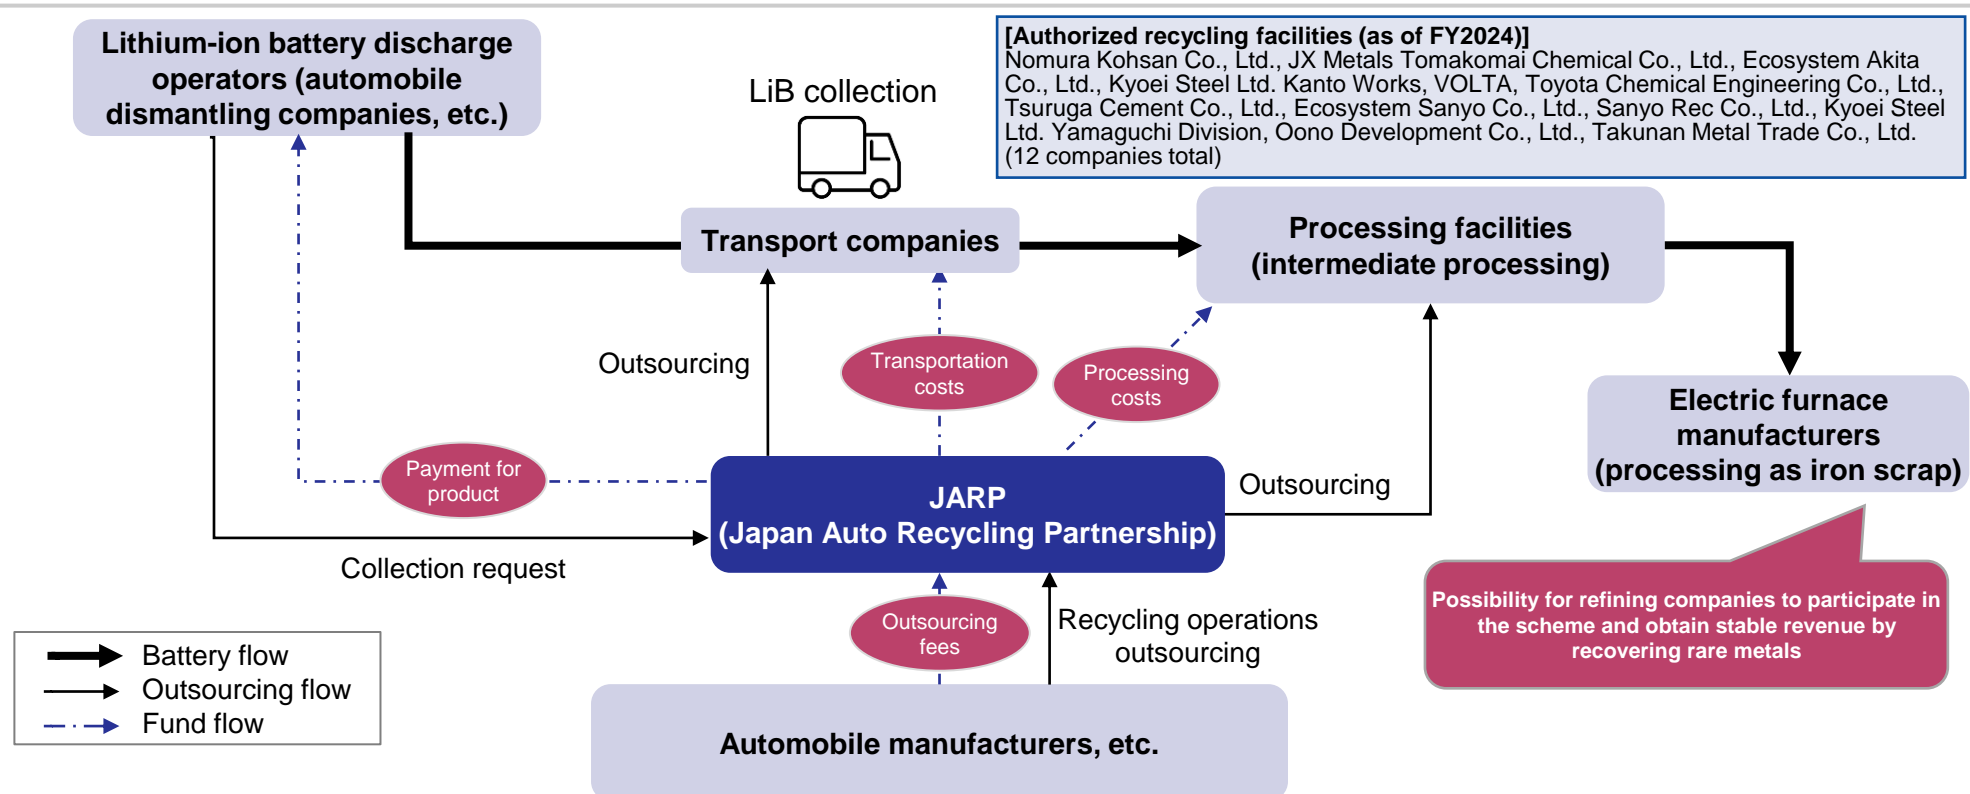 Lithium-ion battery discharge
operators (automobile
dismantling companies, etc.)
LiB collection
[Authorized recycling facilities (as of FY2024)]
Nomura Kohsan Co., Ltd., JX Metals Tomakomai Chemical Co., Ltd., Ecosystem Akita
Co., Ltd., Kyoei Steel Ltd. Kanto Works, VOLTA, Toyota Chemical Engineering Co., Ltd.,
Tsuruga Cement Co., Ltd., Ecosystem Sanyo Co., Ltd., Sanyo Rec Co., Ltd., Kyoei Steel
Ltd. Yamaguchi Division, Oono Development Co., Ltd., Takunan Metal Trade Co., Ltd.
(12 companies total)
Transport companies
Processing facilities
(intermediate processing)
Outsourcing
Transportation
costs
Processing
costs
Electric furnace
manufacturers
(processing as iron scrap)
Payment for
product
JARP
(Japan Auto Recycling Partnership)
Outsourcing
Collection request
Outsourcing
fees
Recycling operations
outsourcing
Possibility for refining companies to participate in
the scheme and obtain stable revenue by
recovering rare metals
Battery flow
Outsourcing flow
Fund flow
Automobile manufacturers, etc.